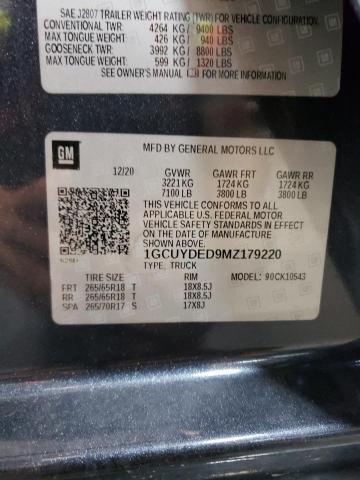 SAE J2807 TRAILER WEIGHT RATING (TWR) FOR VEHICLE CONFIGURATION.
CONVENTIONAL TWR: 4264 KG / 9400 LBS
MAX TONGUE WEIGHT: 426 KG / 940 LBS
GOOSENECK TWR: 3992 KG / 8800 LBS
MAX TONGUE WEIGHT: 599 KG / 1320 LBS
SEE OWNER'S MANUAL FOR MORE INFORMATION
GM MFD BY GENERAL MOTORS LLC
12/20 GVWR GAWR FRT GAWR RR
3221 KG 1724 KG 1724 KG
7100 LB 3800 LB 3800 LB
THIS VEHICLE CONFORMS TO ALL APPLICABLE
U.S. FEDERAL MOTOR VEHICLE SAFETY STANDARDS IN EFFECT ON THE
DATE OF MANUFACTURE SHOWN ABOVE.
1GCUYDED9MZ179220
TYPE: TRUCK
TIRE SIZE RIM MODEL: 90CK10543
FRT 265/65R18 T 18X8.5J
RR 265/65R18 T 18X8.5J
SPA 265/70R17 S 17X8J